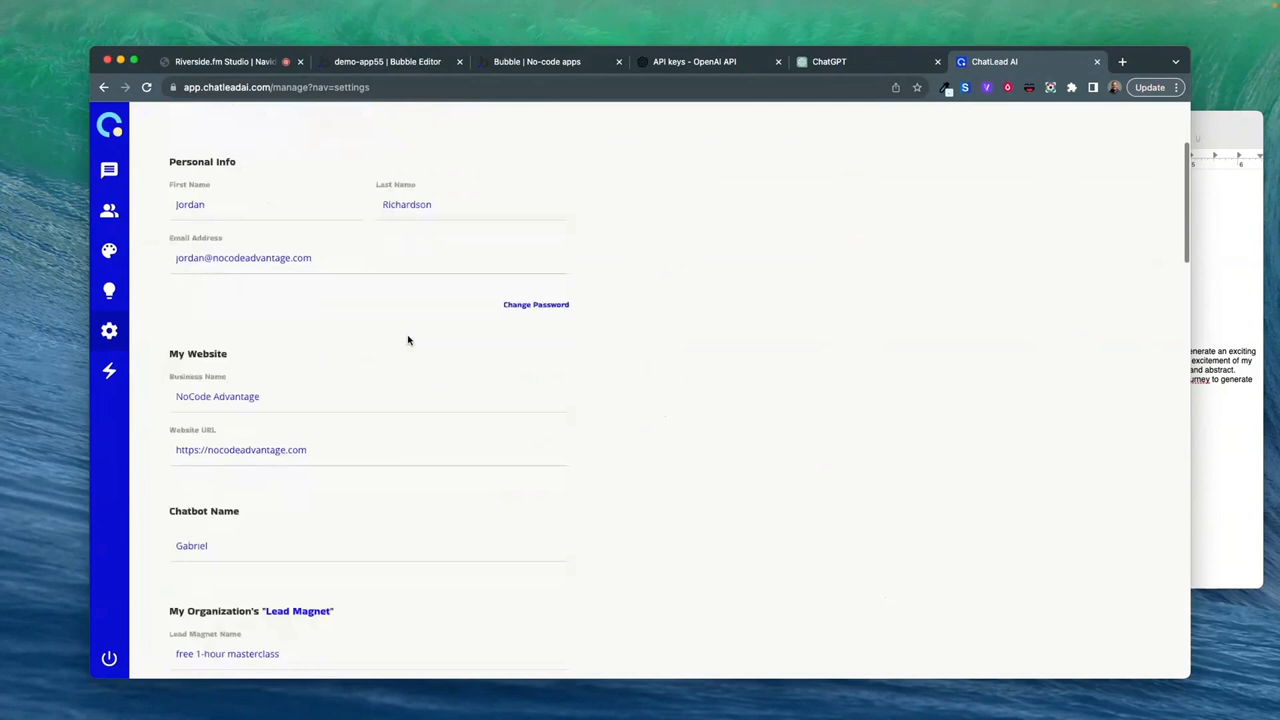 Riverside.fm Studio | Navid
demo-app55 | Bubble Editor
Bubble | No-code apps
API keys - OpenAI API
ChatGPT
ChatLead AI
app.chatleadai.com/manage?nav=settings
Update
Personal Info
First Name
Last Name
Jordan
Richardson
Email Address
jordan@nocodeadvantage.com
Change Password
My Website
Business Name
NoCode Advantage
Website URL
https://nocodeadvantage.com
Chatbot Name
Gabriel
My Organization's "Lead Magnet"
Lead Magnet Name
free 1-hour masterclass
U
5
6
enerate an exciting
excitement of my
and abstract.
urney to generate